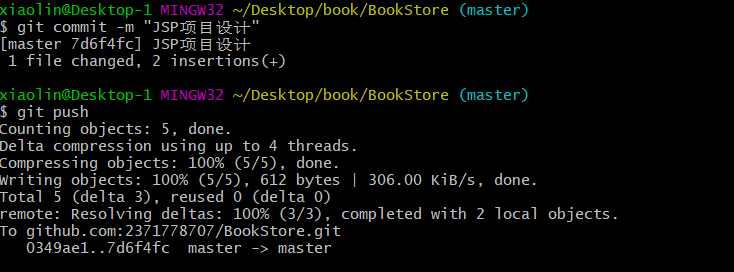 xiaolin@Desktop-1 MINGW32 ~/Desktop/book/BookStore (master)
$ git commit -m "JSP项目设计"
[master 7d6f4fc] JSP项目设计
 1 file changed, 2 insertions(+)
xiaolin@Desktop-1 MINGW32 ~/Desktop/book/BookStore (master)
$ git push
Counting objects: 5, done.
Delta compression using up to 4 threads.
Compressing objects: 100% (5/5), done.
Writing objects: 100% (5/5), 612 bytes | 306.00 KiB/s, done.
Total 5 (delta 3), reused 0 (delta 0)
remote: Resolving deltas: 100% (3/3), completed with 2 local objects.
To github.com:2371778707/BookStore.git
   0349ae1..7d6f4fc  master -> master